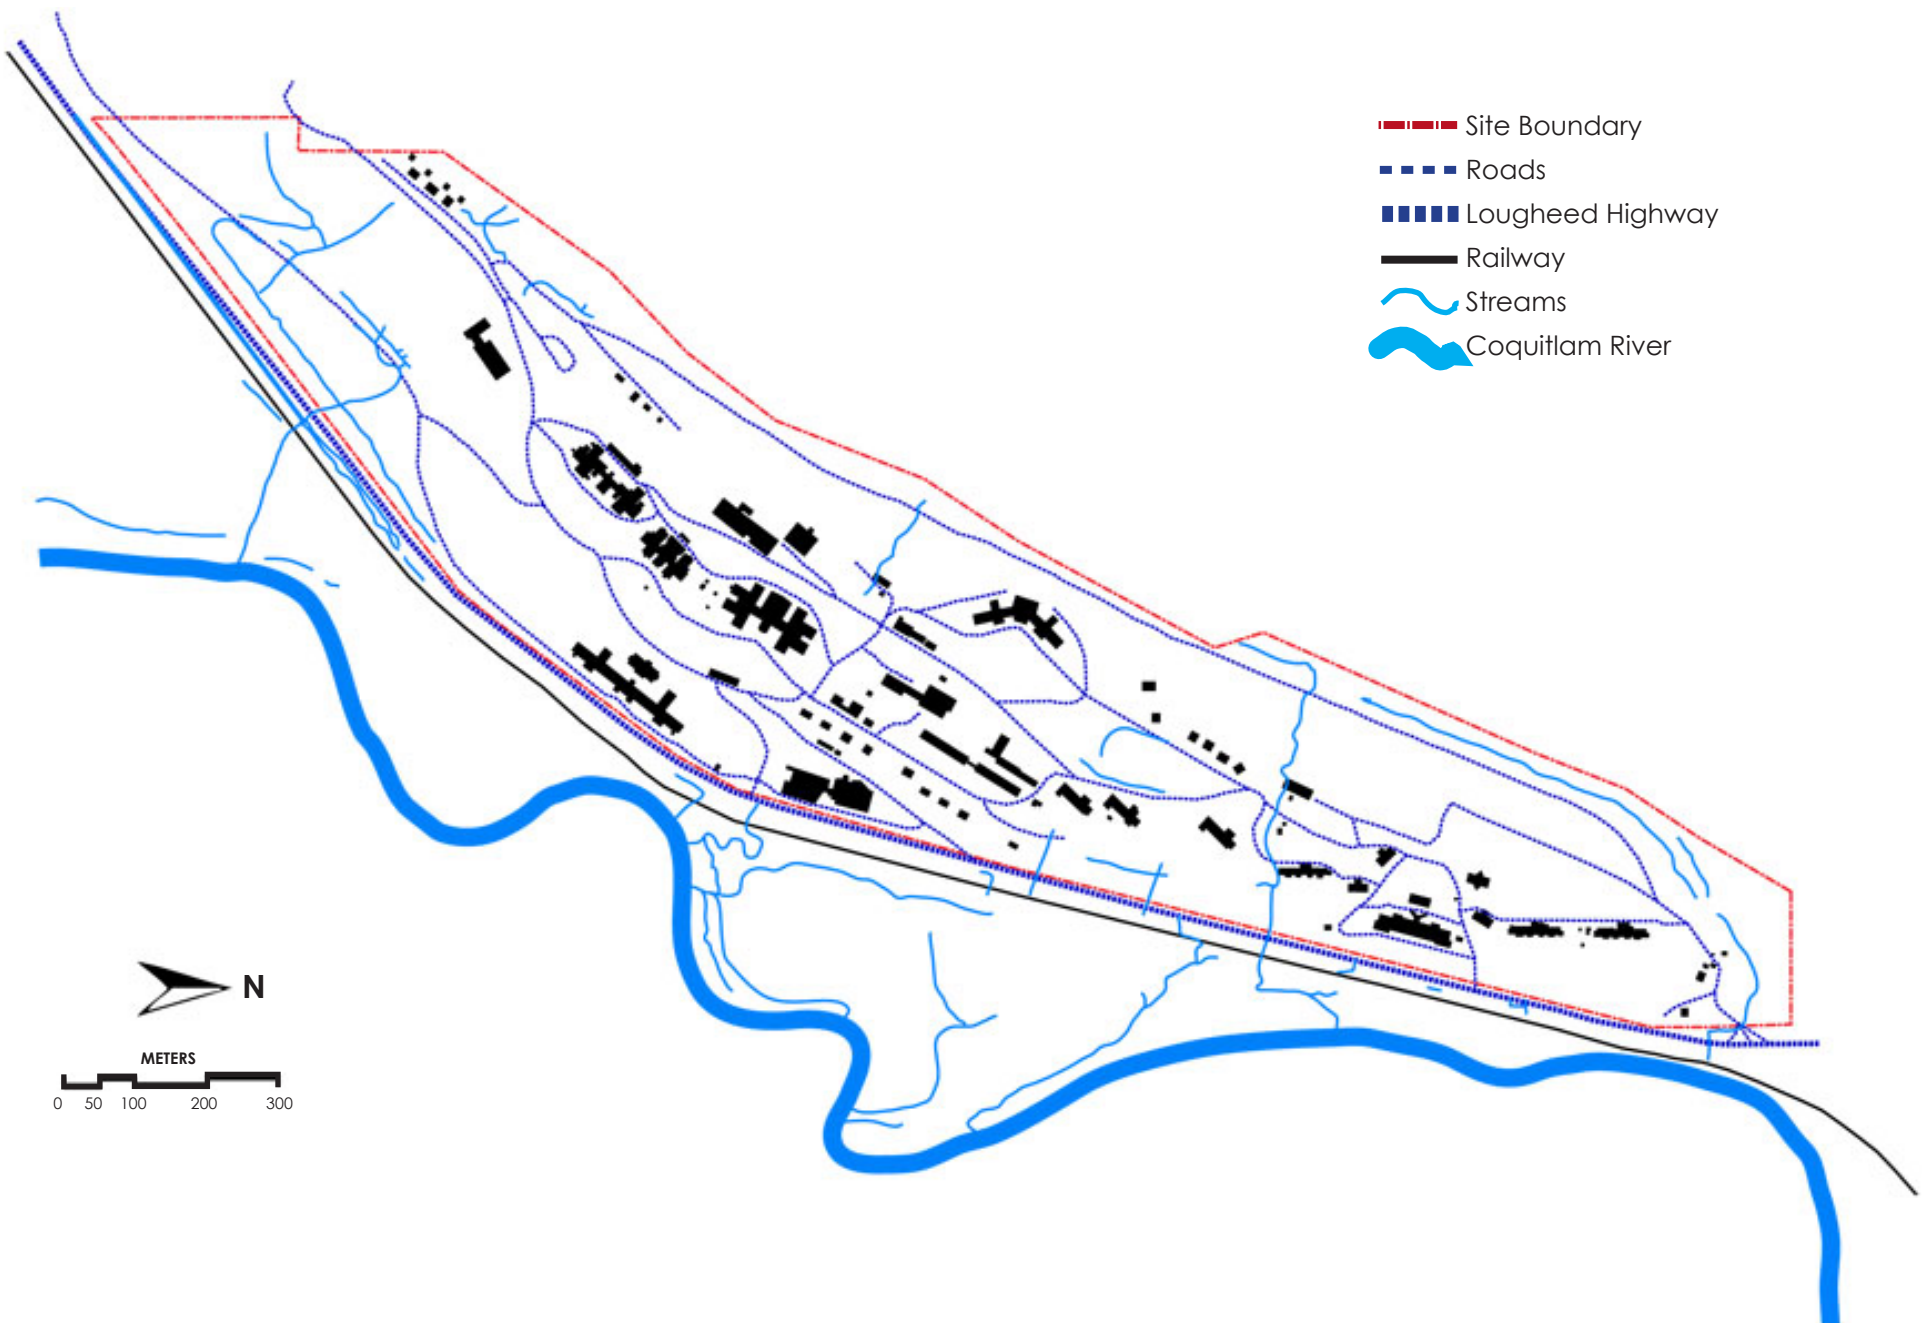 Site Boundary
Roads
Lougheed Highway
Railway
Streams
Coquitlam River
N
METERS
0 50 100 200 300